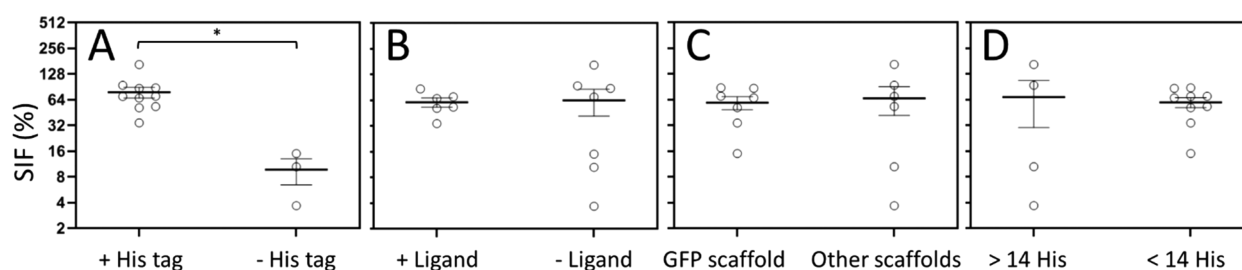 SIF (%)
512
256
128
64
32
16
8
4
2
A
*
+ His tag
- His tag
B
+ Ligand
- Ligand
C
GFP scaffold
Other scaffolds
D
> 14 His
< 14 His